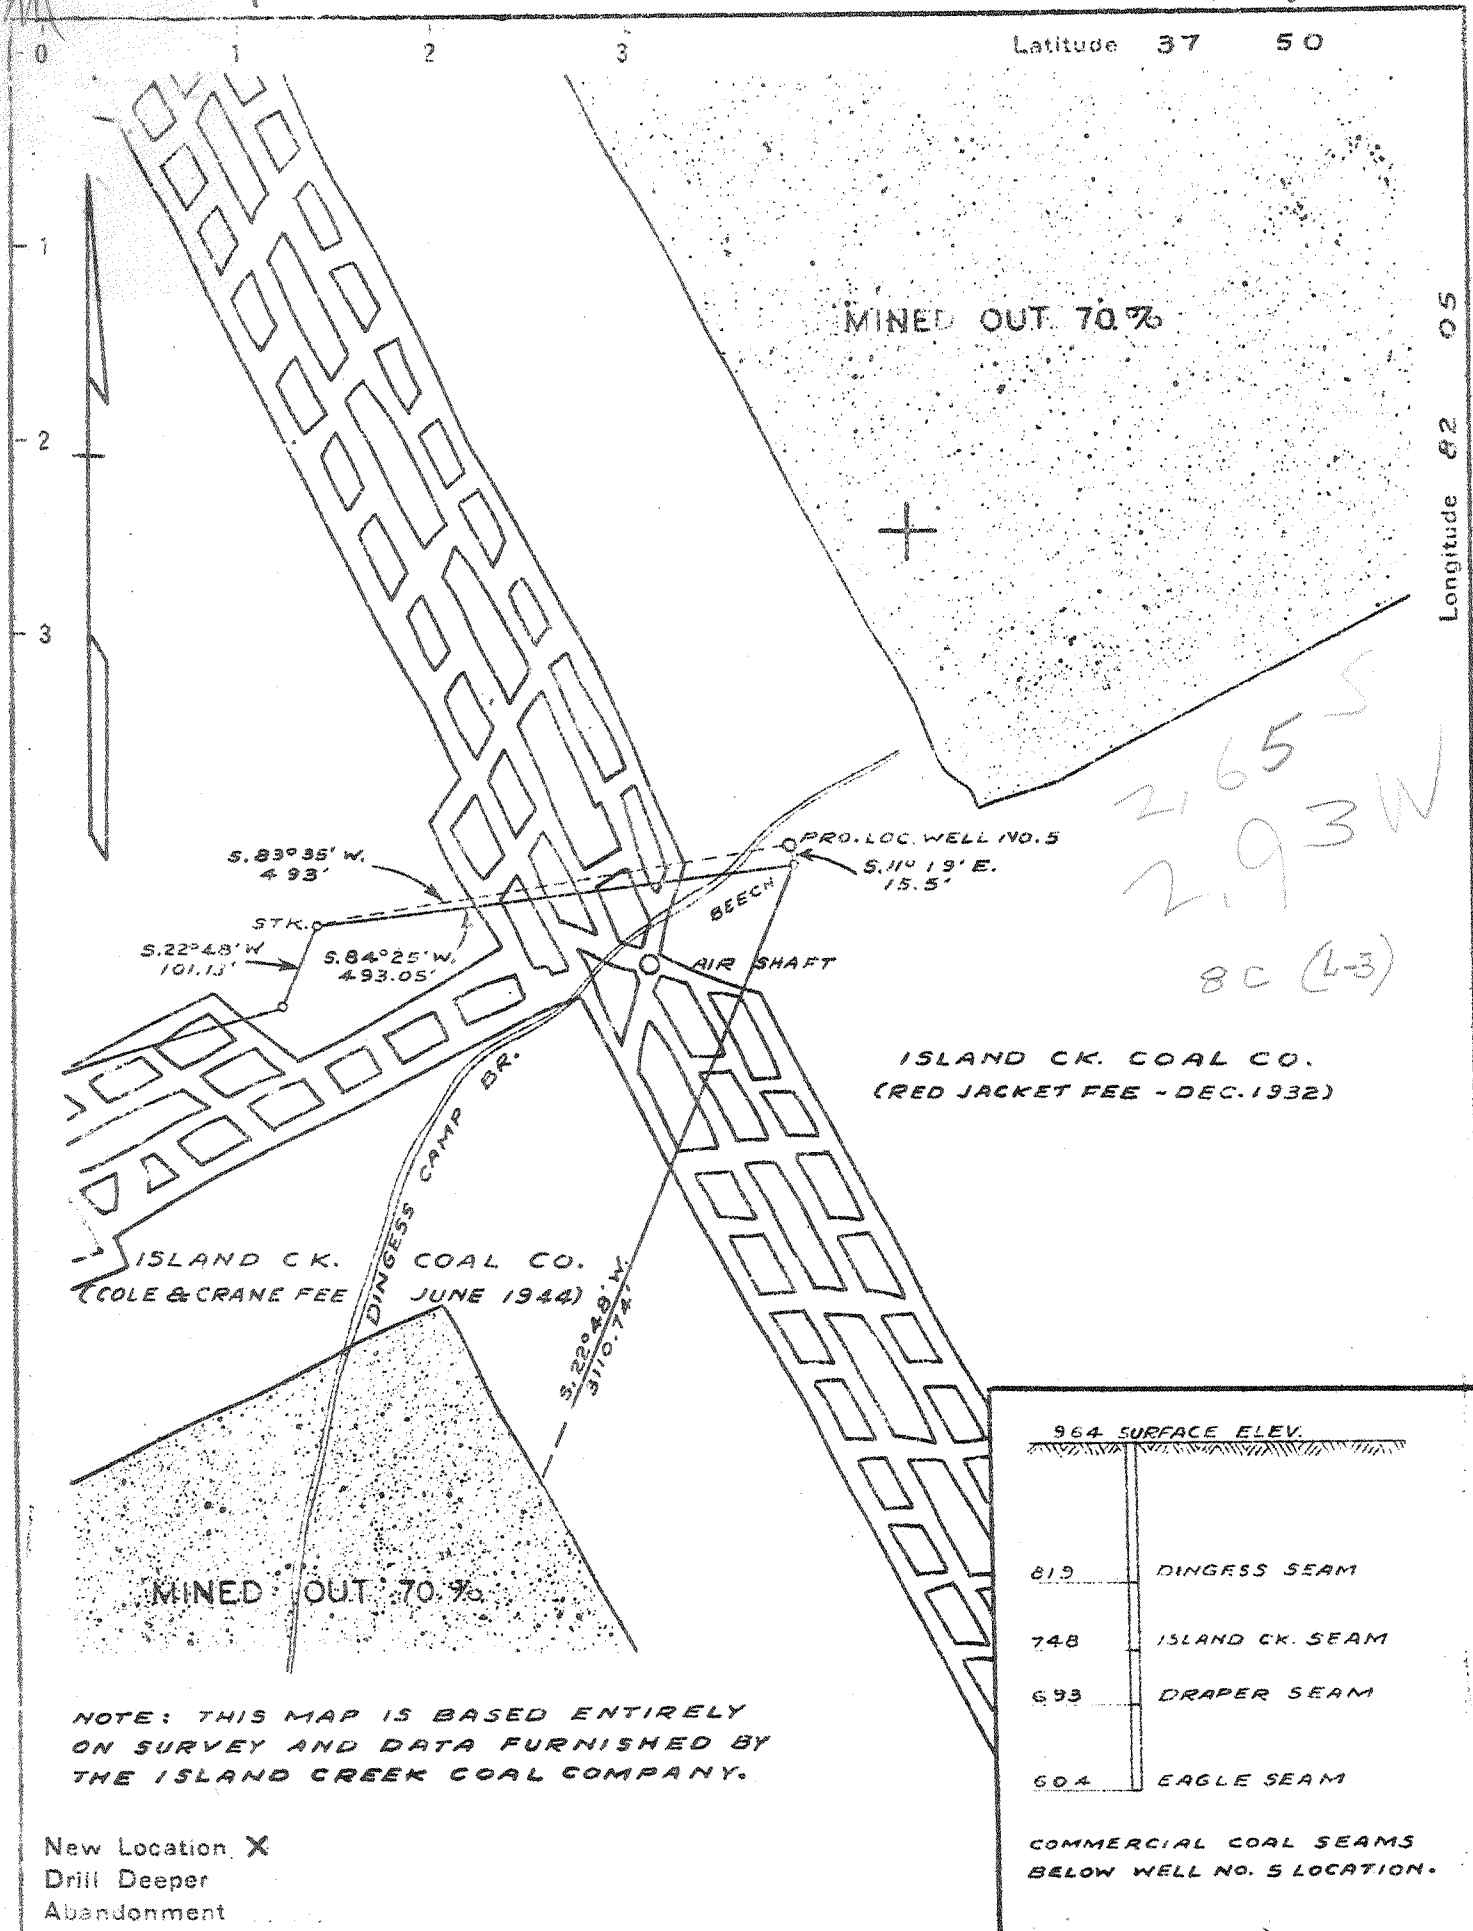 0 1 2 3
Latitude 37 50
1
2
3
Longitude 82 05
MINED OUT 70%
2.65 S
2.93 W
8C (L-3)
PRO. LOC. WELL NO. 5
S. 11° 19' E.
15.5'
S. 83° 35' W.
493'
STK.
S. 22° 48' W
101.13'
S. 84° 25' W.
493.05'
BEECH
AIR SHAFT
DINGESS CAMP BR.
ISLAND CK. COAL CO.
(RED JACKET FEE - DEC. 1932)
ISLAND CK. COAL CO.
(COLE & CRANE FEE JUNE 1944)
S. 22° 48' W.
3110.74'
MINED OUT 70%
964 SURFACE ELEV.
819 DINGESS SEAM
748 ISLAND CK. SEAM
693 DRAPER SEAM
604 EAGLE SEAM
COMMERCIAL COAL SEAMS
BELOW WELL NO. 5 LOCATION.
NOTE: THIS MAP IS BASED ENTIRELY
ON SURVEY AND DATA FURNISHED BY
THE ISLAND CREEK COAL COMPANY.
New Location X
Drill Deeper
Abandonment